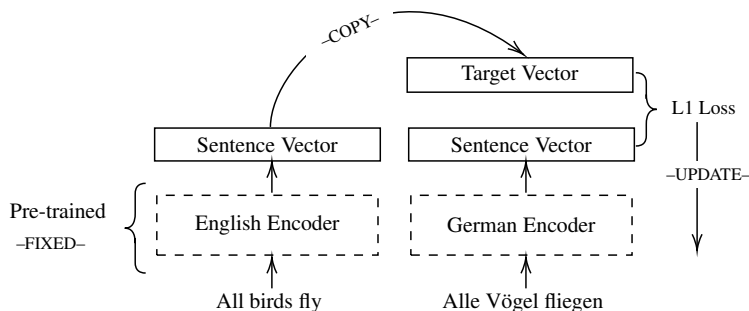 –COPY–
Target Vector
L1 Loss
Sentence Vector
Sentence Vector
–UPDATE–
Pre-trained
–FIXED–
English Encoder
German Encoder
All birds fly
Alle Vögel fliegen